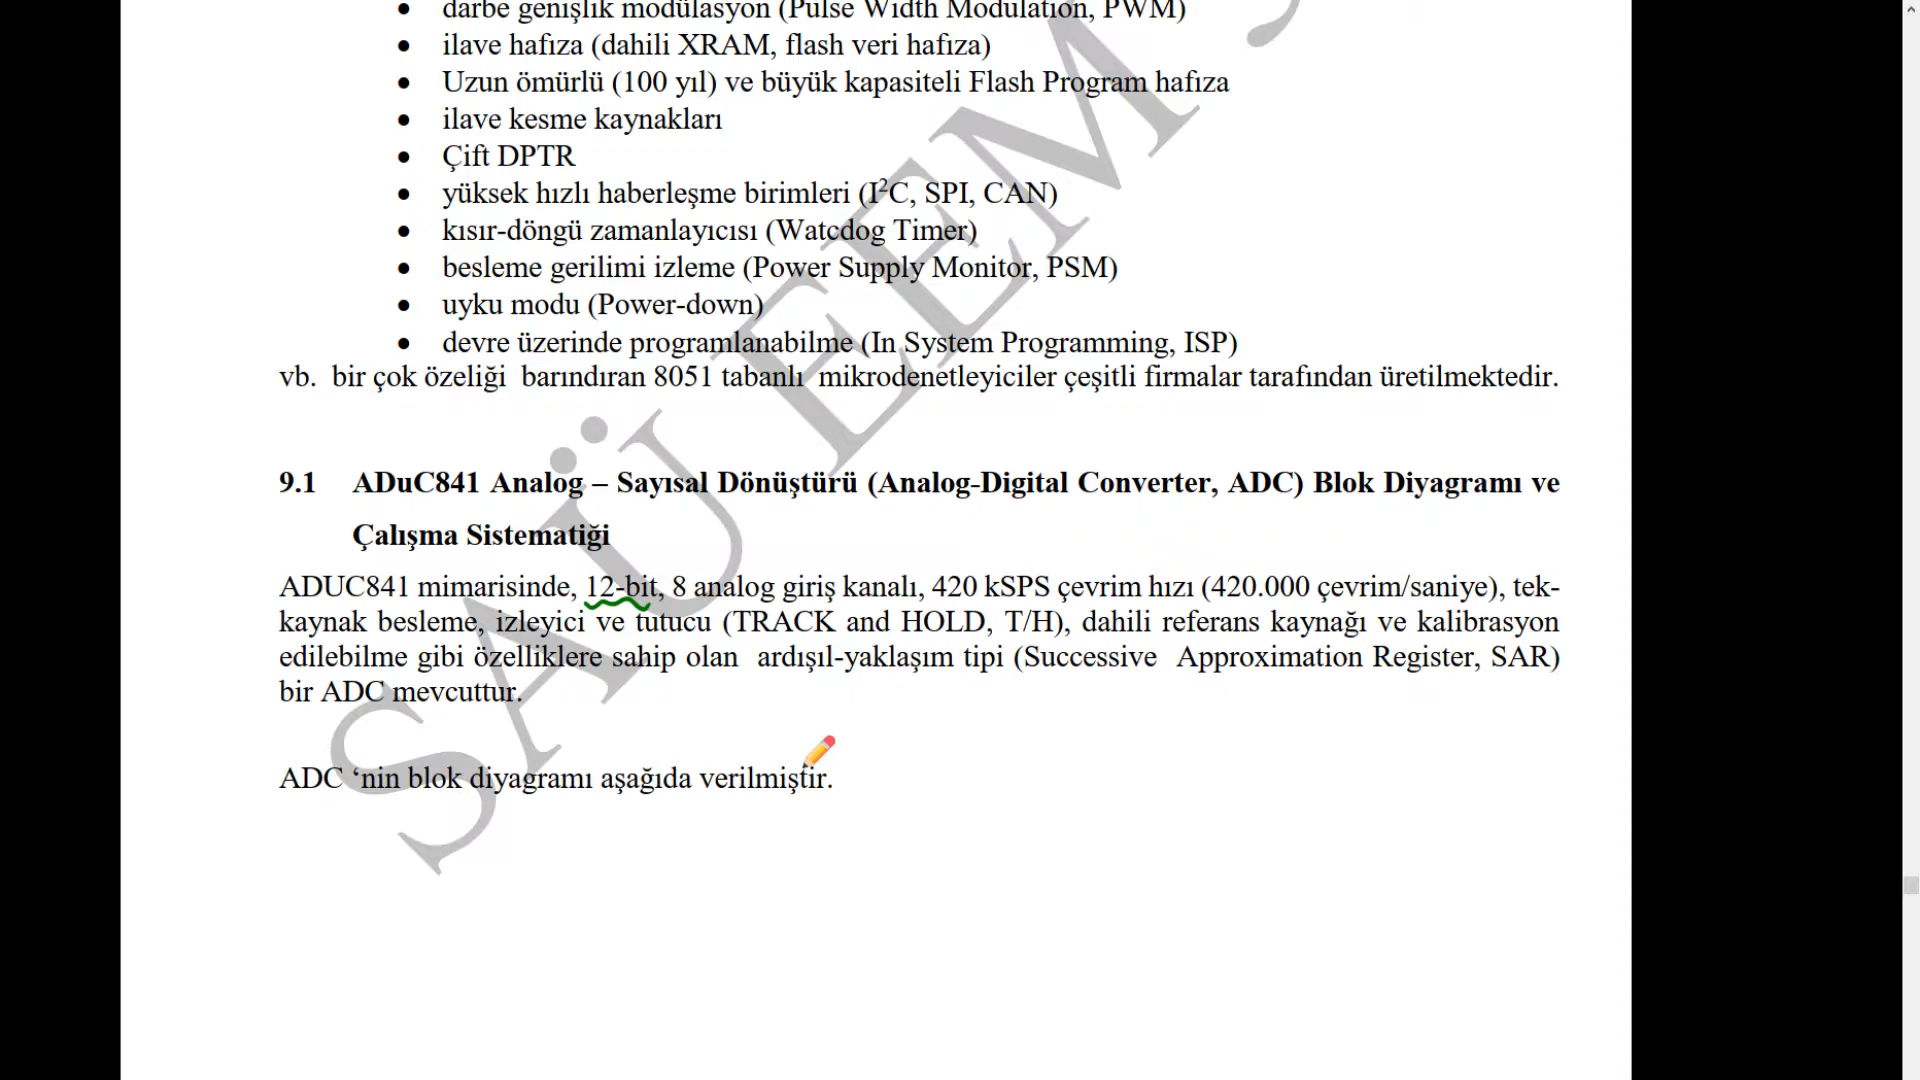 • darbe genişlik modülasyon (Pulse Width Modulation, PWM)
• ilave hafıza (dahili XRAM, flash veri hafıza)
• Uzun ömürlü (100 yıl) ve büyük kapasiteli Flash Program hafıza
• ilave kesme kaynakları
• Çift DPTR
• yüksek hızlı haberleşme birimleri (I²C, SPI, CAN)
• kısır-döngü zamanlayıcısı (Watcdog Timer)
• besleme gerilimi izleme (Power Supply Monitor, PSM)
• uyku modu (Power-down)
• devre üzerinde programlanabilme (In System Programming, ISP)
vb. bir çok özeliği barındıran 8051 tabanlı mikrodenetleyiciler çeşitli firmalar tarafından üretilmektedir.
9.1 ADuC841 Analog – Sayısal Dönüştürü (Analog-Digital Converter, ADC) Blok Diyagramı ve
Çalışma Sistematiği
ADUC841 mimarisinde, 12-bit, 8 analog giriş kanalı, 420 kSPS çevrim hızı (420.000 çevrim/saniye), tek-
kaynak besleme, izleyici ve tutucu (TRACK and HOLD, T/H), dahili referans kaynağı ve kalibrasyon
edilebilme gibi özelliklere sahip olan ardışıl-yaklaşım tipi (Successive Approximation Register, SAR)
bir ADC mevcuttur.
ADC ‘nin blok diyagramı aşağıda verilmiştir.
SAÜ EEM